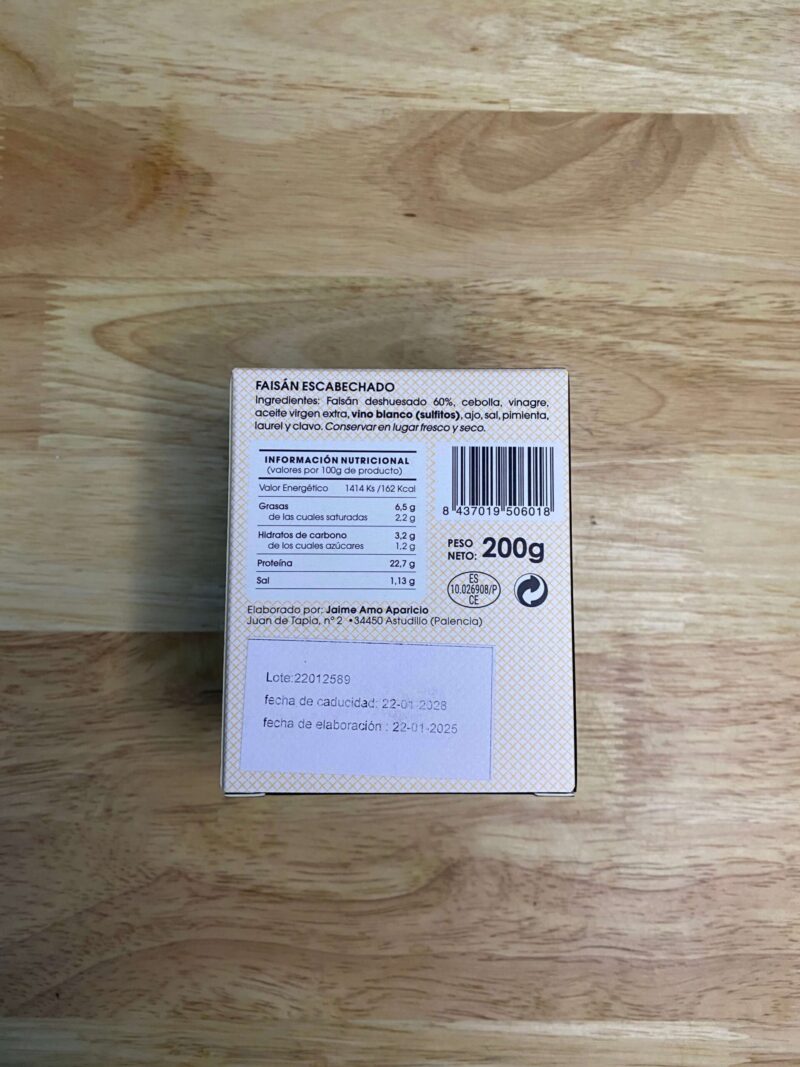 FAISÁN ESCABECHADO
Ingredientes: Faisán deshuesado 60%, cebolla, vinagre,
aceite virgen extra, vino blanco (sulfitos), ajo, sal, pimienta,
laurel y clavo. Conservar en lugar fresco y seco.
INFORMACIÓN NUTRICIONAL
(valores por 100g de producto)
Valor Energético 1414 Ks /162 Kcal
Grasas 6,5 g
de las cuales saturadas 2,2 g
Hidratos de carbono 3,2 g
de los cuales azúcares 1,2 g
Proteína 22,7 g
Sal 1,13 g
8 437019 506018
PESO
NETO: 200g
ES
10.026908/P
CE
Elaborado por: Jaime Amo Aparicio
Juan de Tapia, nº 2 • 34450 Astudillo (Palencia)
Lote:22012589
fecha de caducidad: 22-01-2028
fecha de elaboración : 22-01-2025